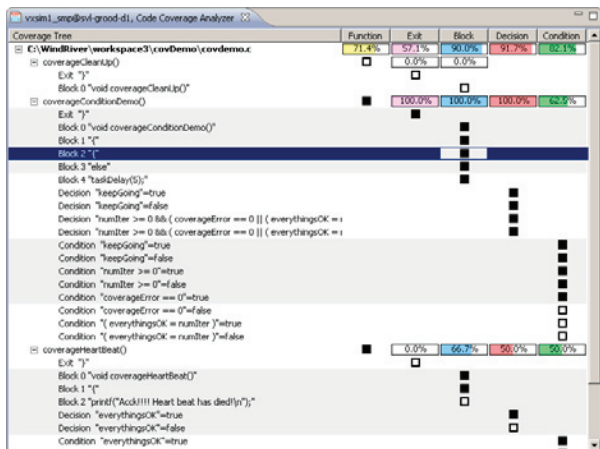 vxsim1_smp@svl-grood-d1, Code Coverage Analyzer
Coverage Tree Function Exit Block Decision Condition
C:\WindRiver\workspace3\covDemo\covdemo.c 71.4% 57.1% 90.0% 91.7% 82.1%
coverageCleanUp() 0.0% 0.0%
Exit "}"
Block 0 "void coverageCleanUp()"
coverageConditionDemo() 100.0% 100.0% 100.0% 62.5%
Exit "}"
Block 0 "void coverageConditionDemo()"
Block 1 "{"
Block 2 "{"
Block 3 "else"
Block 4 "taskDelay(5);"
Decision "keepGoing"=true
Decision "keepGoing"=false
Decision "numIter >= 0 && ( coverageError == 0 || ( everythingsOK =
Decision "numIter >= 0 && ( coverageError == 0 || ( everythingsOK =
Condition "keepGoing"=true
Condition "keepGoing"=false
Condition "numIter >= 0"=true
Condition "numIter >= 0"=false
Condition "coverageError == 0"=true
Condition "coverageError == 0"=false
Condition "( everythingsOK = numIter )"=true
Condition "( everythingsOK = numIter )"=false
coverageHeartBeat() 0.0% 66.7% 50.0% 50.0%
Exit "}"
Block 0 "void coverageHeartBeat()"
Block 1 "{"
Block 2 "printf("Ack!!!! Heart beat has died!!\n");"
Decision "everythingsOK"=true
Decision "everythingsOK"=false
Condition "everythingsOK"=true